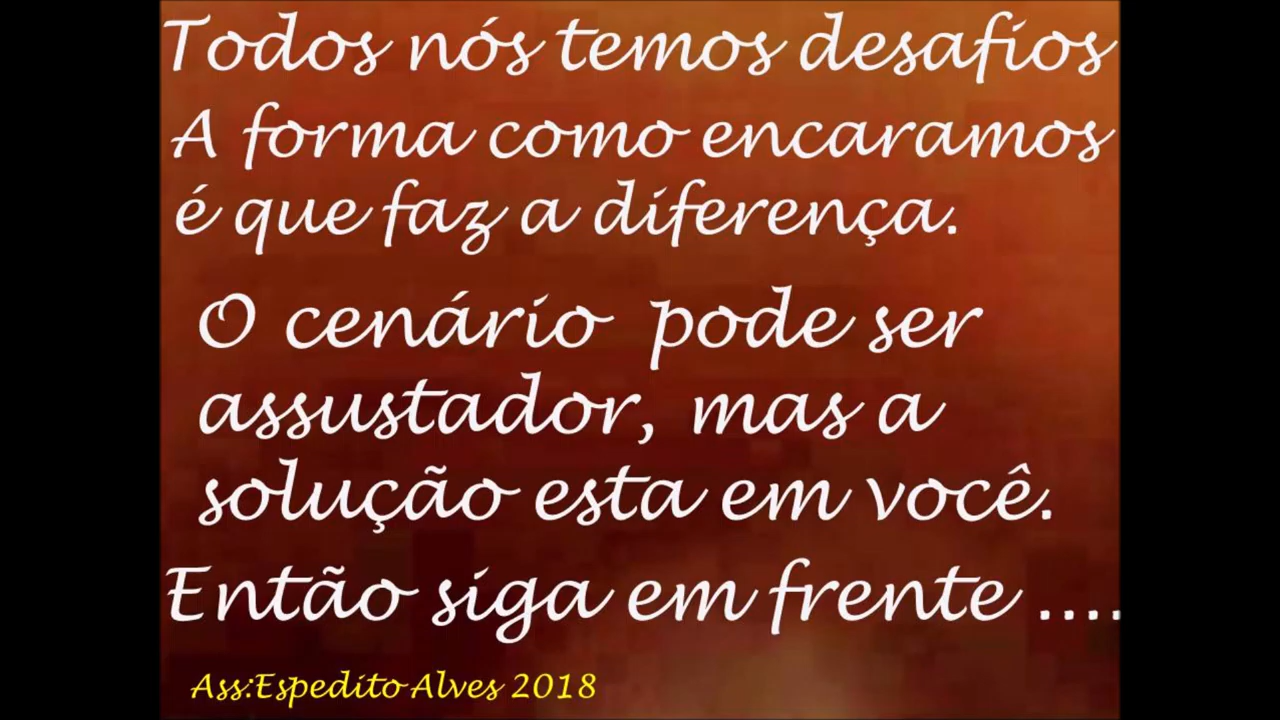 Todos nós temos desafios
A forma como encaramos
é que faz a diferença.
O cenário pode ser
assustador, mas a
solução esta em você.
Então siga em frente ....
Ass:Espedito Alves 2018